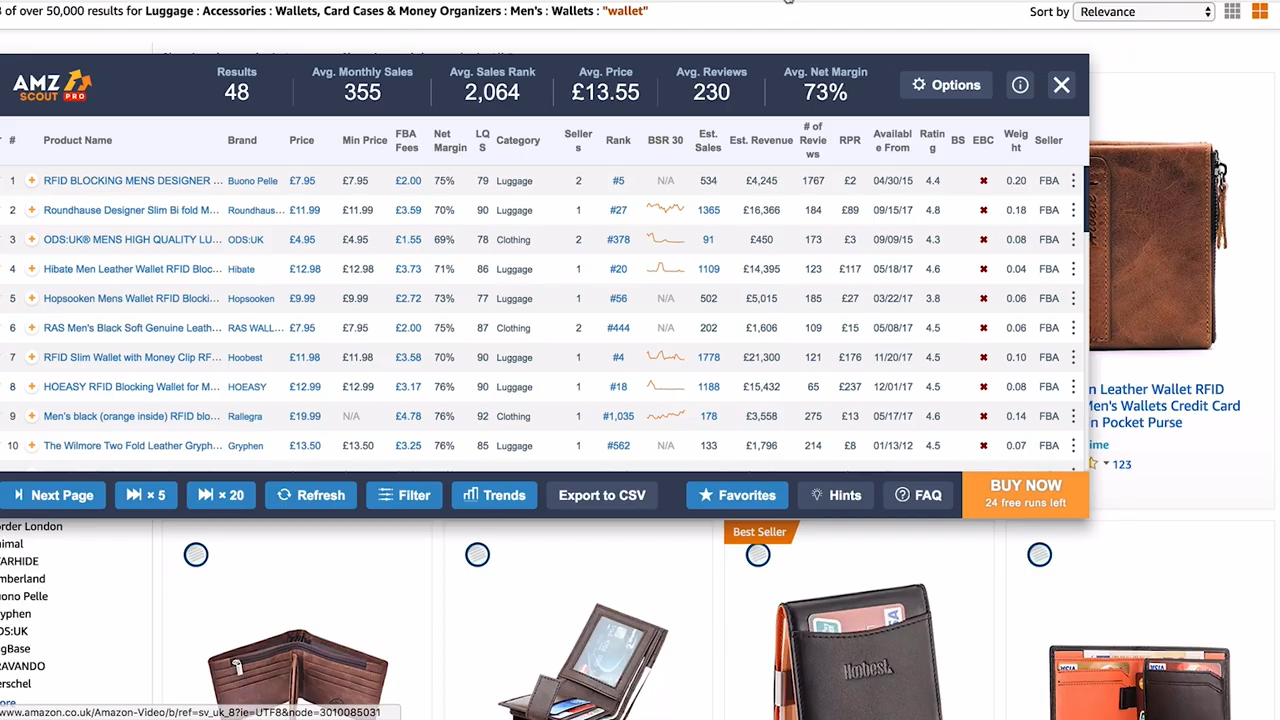 of over 50,000 results for Luggage : Accessories : Wallets, Card Cases & Money Organizers : Men's : Wallets : "wallet"
Sort by Relevance
AMZ SCOUT PRO
Results 48
Avg. Monthly Sales 355
Avg. Sales Rank 2,064
Avg. Price £13.55
Avg. Reviews 230
Avg. Net Margin 73%
Options
# Product Name Brand Price Min Price FBA Fees Net Margin LQS Category Sellers Rank BSR 30 Est. Sales Est. Revenue # of Reviews RPR Available From Rating BS EBC Weight Seller
1 RFID BLOCKING MENS DESIGNER ... Buono Pelle £7.95 £7.95 £2.00 75% 79 Luggage 2 #5 N/A 534 £4,245 1767 £2 04/30/15 4.4 0.20 FBA
2 Roundhouse Designer Slim Bi fold M... Roundhaus... £11.99 £11.99 £3.59 70% 90 Luggage 1 #27 1365 £16,366 184 £89 09/15/17 4.8 0.18 FBA
3 ODS:UK® MENS HIGH QUALITY LU... ODS:UK £4.95 £4.95 £1.55 69% 78 Clothing 2 #378 91 £450 173 £3 09/09/15 4.3 0.08 FBA
4 Hibate Men Leather Wallet RFID Bloc... Hibate £12.98 £12.98 £3.73 71% 86 Luggage 1 #20 1109 £14,395 123 £117 05/18/17 4.6 0.04 FBA
5 Hopsooken Mens Wallet RFID Blocki... Hopsooken £9.99 £9.99 £2.72 73% 77 Luggage 1 #56 N/A 502 £5,015 185 £27 03/22/17 3.8 0.06 FBA
6 RAS Men's Black Soft Genuine Leath... RAS WALL... £7.95 £7.95 £2.00 75% 87 Clothing 2 #444 N/A 202 £1,606 109 £15 05/08/17 4.5 0.06 FBA
7 RFID Slim Wallet with Money Clip RF... Hoobest £11.98 £11.98 £3.58 70% 90 Luggage 1 #4 1778 £21,300 121 £176 11/20/17 4.5 0.10 FBA
8 HOEASY RFID Blocking Wallet for M... HOEASY £12.99 £12.99 £3.17 76% 90 Luggage 1 #18 1188 £15,432 65 £237 12/01/17 4.5 0.08 FBA
9 Men's black (orange inside) RFID blo... Rallegra £19.99 N/A £4.78 76% 92 Clothing 1 #1,035 178 £3,558 275 £13 05/17/17 4.6 0.14 FBA
10 The Wilmore Two Fold Leather Gryph... Gryphen £13.50 £13.50 £3.25 76% 85 Luggage 1 #562 N/A 133 £1,796 214 £8 01/13/12 4.5 0.07 FBA
Next Page × 5 × 20 Refresh Filter Trends Export to CSV Favorites Hints FAQ
BUY NOW
24 free runs left
n Leather Wallet RFID
Men's Wallets Credit Card
n Pocket Purse
ime
123
order London
nimal
ARHIDE
mberland
uono Pelle
ryphen
DS:UK
gBase
RAVANDO
erschel
Best Seller
Hoobest.
VISA
VISA
www.amazon.co.uk/Amazon-Video/b/ref=sv_uk_8?ie=UTF8&node=3010085031